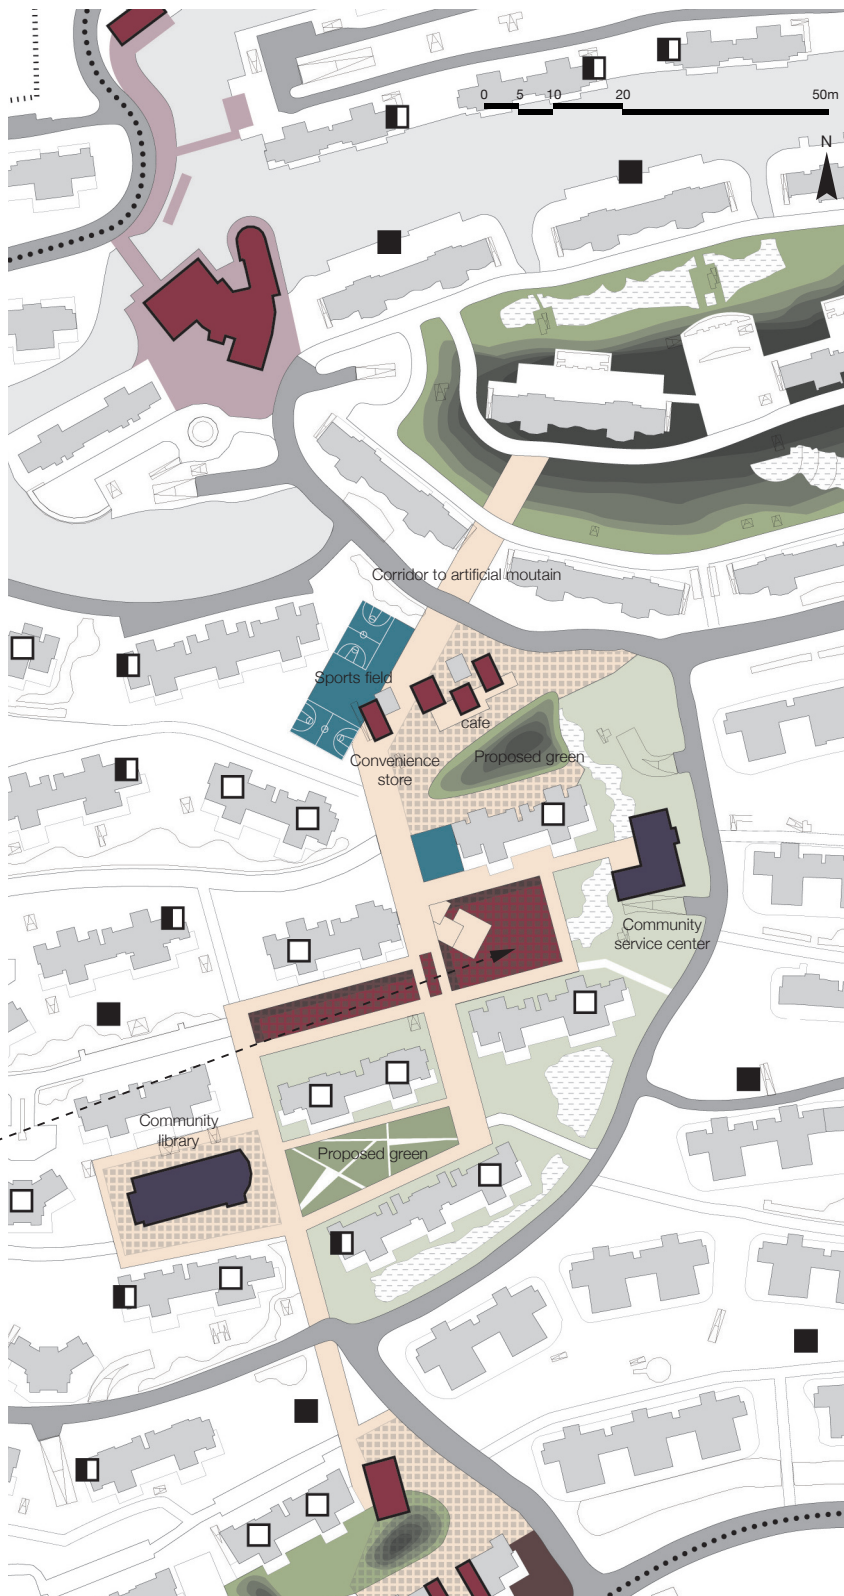 0 5 10 20 50m
N
Corridor to artificial moutain
Sports field
cafe
Convenience
store
Proposed green
Community
service center
Community
library
Proposed green